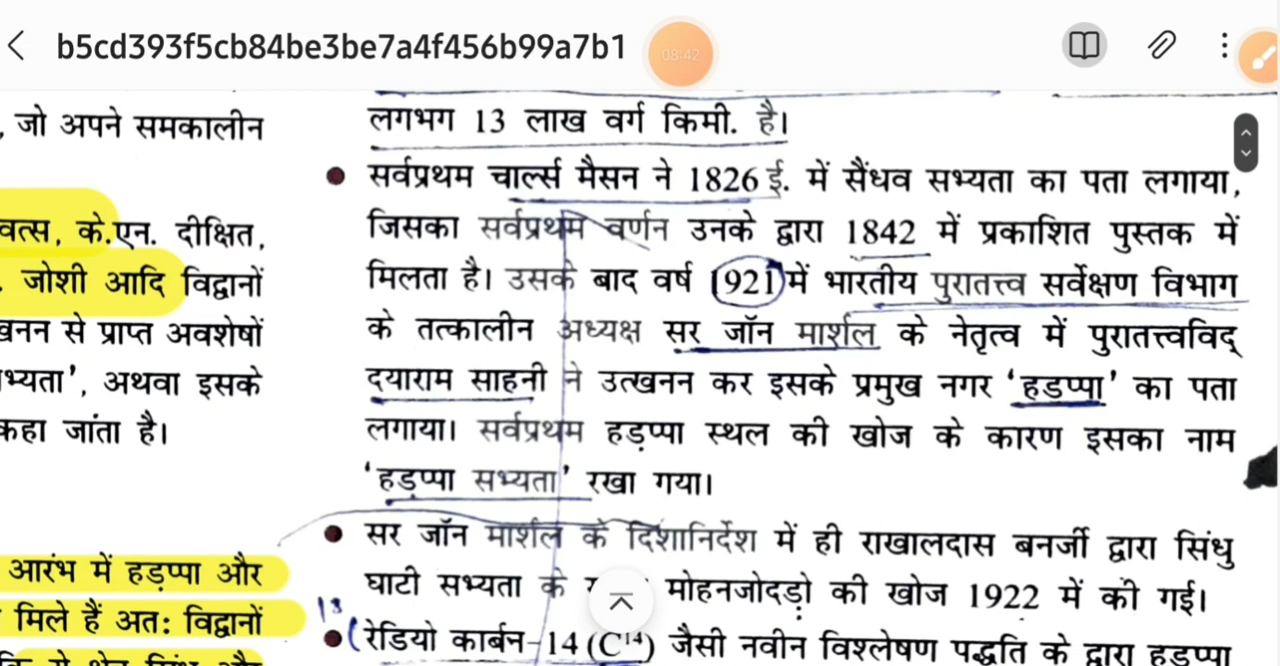 b5cd393f5cb84be3be7a4f456b99a7b1
08:42
, जो अपने समकालीन
वत्स, के.एन. दीक्षित,
. जोशी आदि विद्वानों
खनन से प्राप्त अवशेषों
भ्यता', अथवा इसके
कहा जांता है।
आरंभ में हड़प्पा और
मिले हैं अत: विद्वानों
लगभग 13 लाख वर्ग किमी. है।
● सर्वप्रथम चार्ल्स मैसन ने 1826 ई. में सैंधव सभ्यता का पता लगाया,
जिसका सर्वप्रथम वर्णन उनके द्वारा 1842 में प्रकाशित पुस्तक में
मिलता है। उसके बाद वर्ष 1921 में भारतीय पुरातत्त्व सर्वेक्षण विभाग
के तत्कालीन अध्यक्ष सर जॉन मार्शल के नेतृत्व में पुरातत्त्वविद्
दयाराम साहनी ने उत्खनन कर इसके प्रमुख नगर 'हडप्पा' का पता
लगाया। सर्वप्रथम हड़प्पा स्थल की खोज के कारण इसका नाम
'हड़प्पा सभ्यता' रखा गया।
● सर जॉन मार्शल के दिशानिर्देश में ही राखालदास बनर्जी द्वारा सिंधु
घाटी सभ्यता के मोहनजोदड़ो की खोज 1922 में की गई।
● (रेडियो कार्बन-14 (C¹⁴) जैसी नवीन विश्लेषण पद्धति के द्वारा हडप्पा